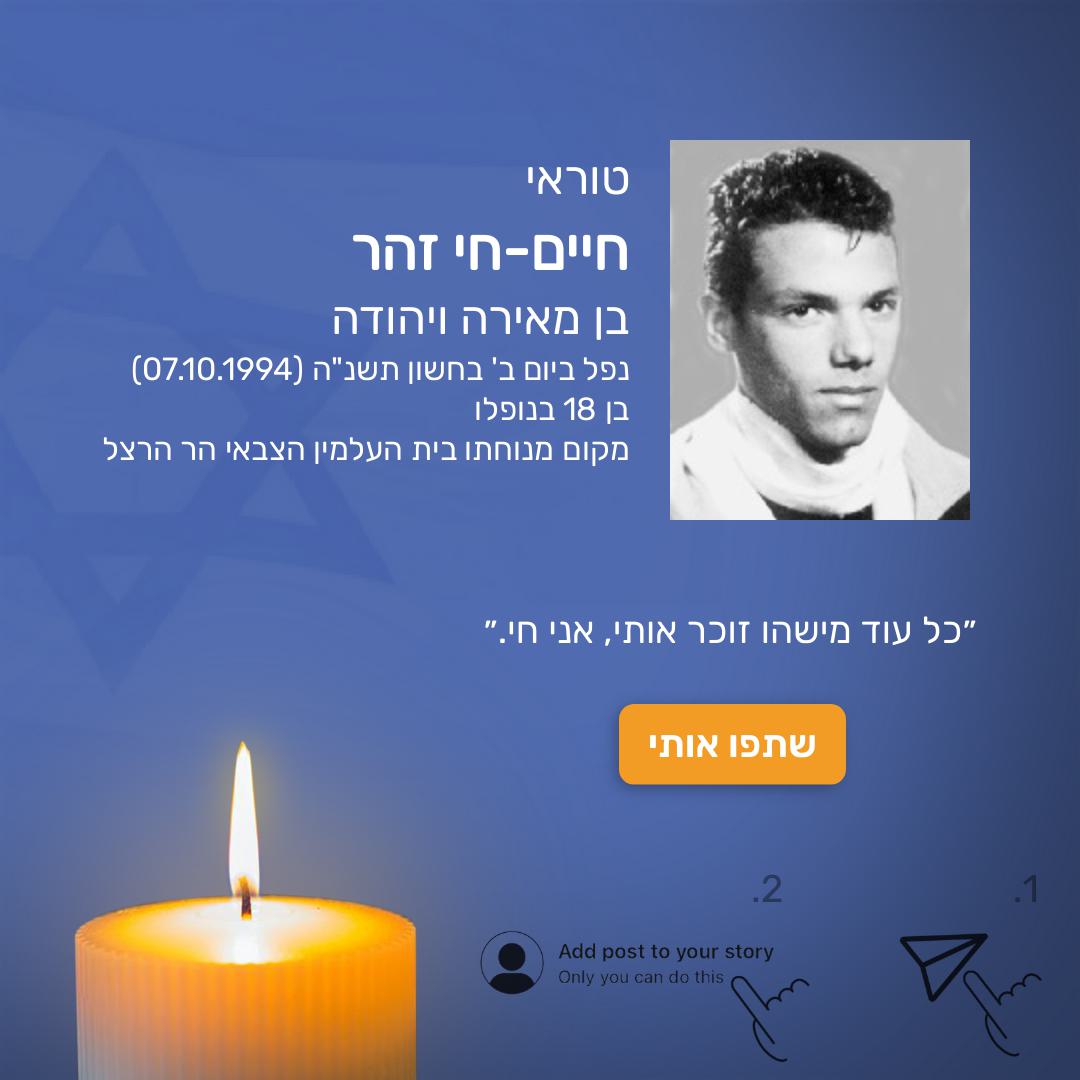 טוראי
חיים-חי זהר
בן מאירה ויהודה
נפל ביום ב' בחשון תשנ"ה (07.10.1994)
בן 18 בנופלו
מקום מנוחתו בית העלמין הצבאי הר הרצל
"כל עוד מישהו זוכר אותי, אני חי."
שתפו אותי
.1
.2
Add post to your story
Only you can do this